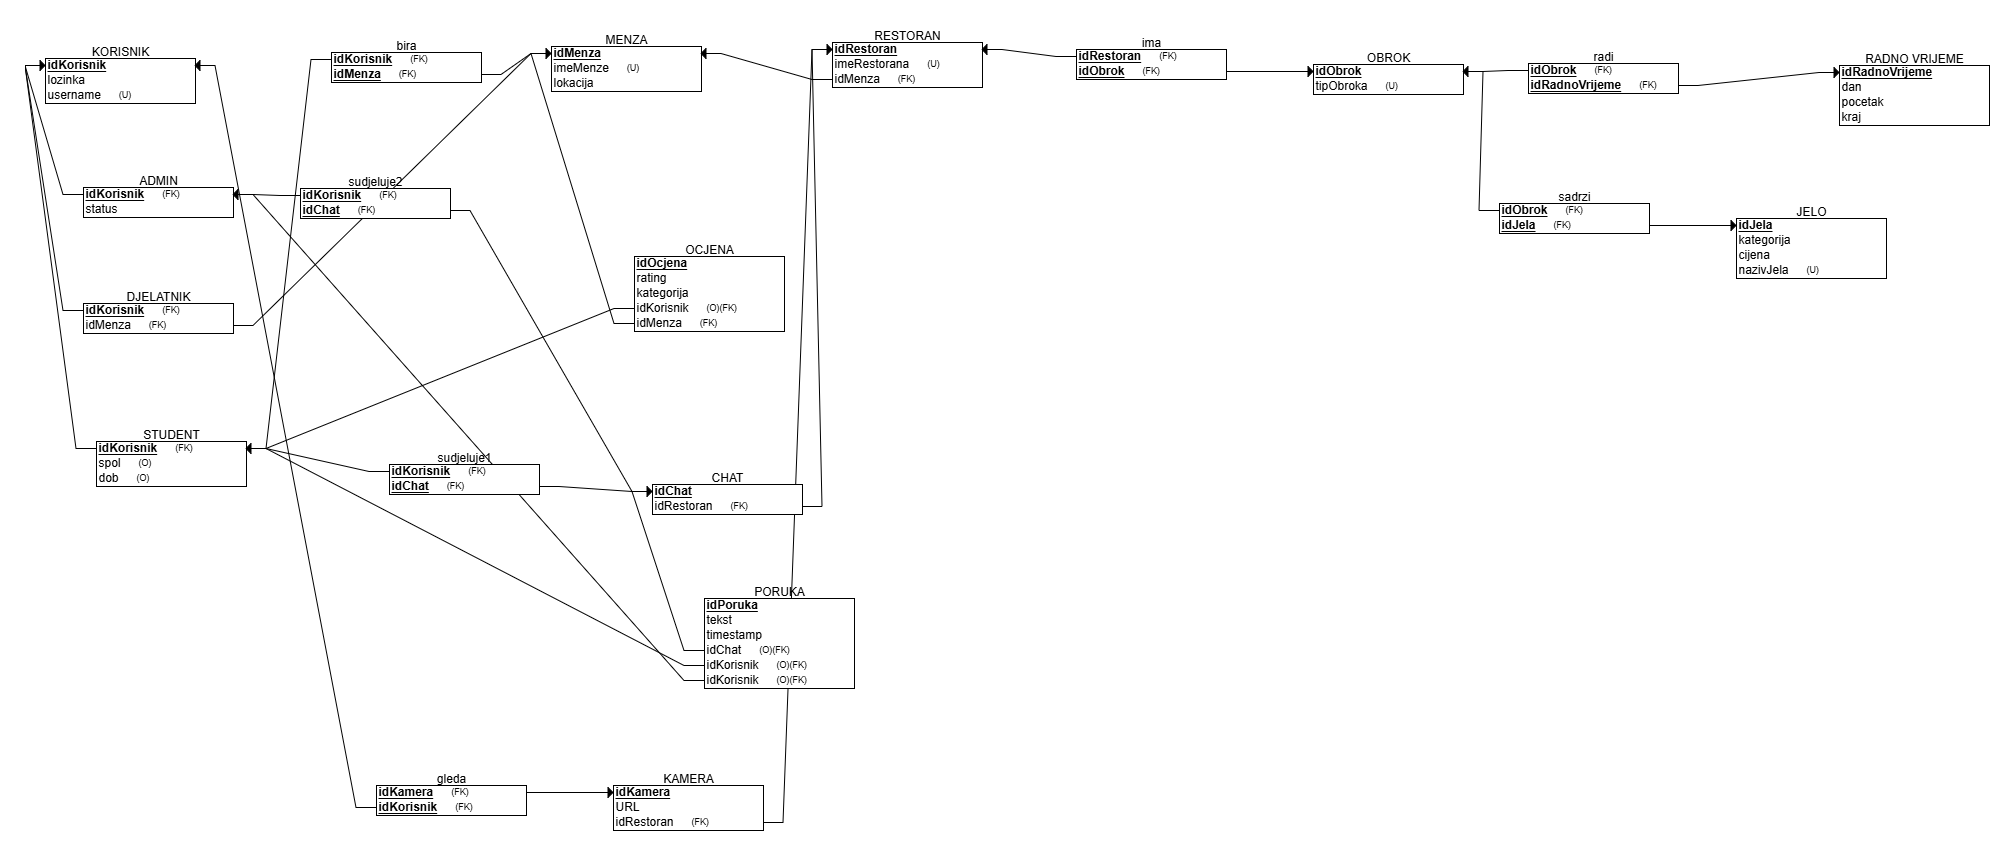 KORISNIK
idKorisnik
lozinka
username (U)
bira
idKorisnik (FK)
idMenza (FK)
MENZA
idMenza
imeMenze (U)
lokacija
RESTORAN
idRestoran
imeRestorana (U)
idMenza (FK)
ima
idRestoran (FK)
idObrok (FK)
OBROK
idObrok
tipObroka (U)
radi
idObrok (FK)
idRadnoVrijeme (FK)
RADNO VRIJEME
idRadnoVrijeme
dan
pocetak
kraj
ADMIN
idKorisnik (FK)
status
sudjeluje2
idKorisnik (FK)
idChat (FK)
sadrzi
idObrok (FK)
idJela (FK)
JELO
idJela
kategorija
cijena
nazivJela (U)
OCJENA
idOcjena
rating
kategorija
idKorisnik (O)(FK)
idMenza (FK)
DJELATNIK
idKorisnik (FK)
idMenza (FK)
STUDENT
idKorisnik (FK)
spol (O)
dob (O)
sudjeluje1
idKorisnik (FK)
idChat (FK)
CHAT
idChat
idRestoran (FK)
PORUKA
idPoruka
tekst
timestamp
idChat (O)(FK)
idKorisnik (O)(FK)
idKorisnik (O)(FK)
gleda
idKamera (FK)
idKorisnik (FK)
KAMERA
idKamera
URL
idRestoran (FK)